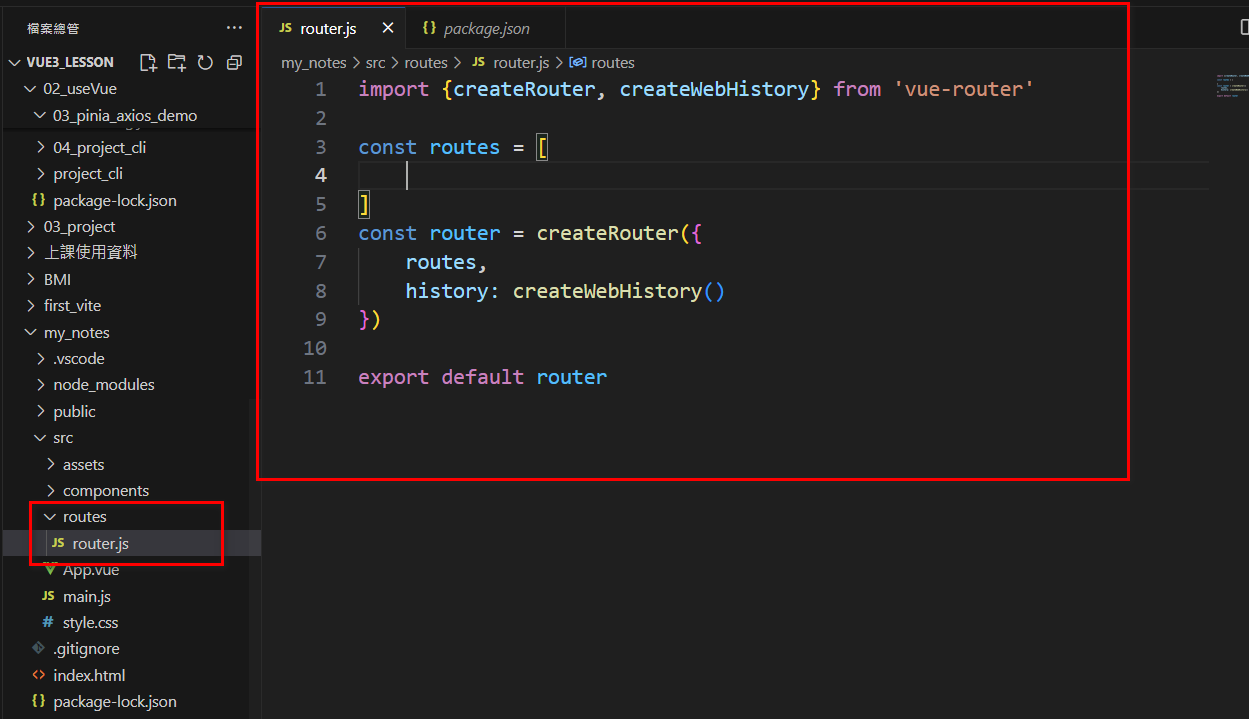 檔案總管
VUE3_LESSON
02_useVue
03_pinia_axios_demo
04_project_cli
project_cli
{} package-lock.json
03_project
上課使用資料
BMI
first_vite
my_notes
.vscode
node_modules
public
src
assets
components
routes
JS router.js
App.vue
JS main.js
# style.css
.gitignore
<> index.html
{} package-lock.json
JS router.js × {} package.json
my_notes > src > routes > JS router.js > routes
1 import {createRouter, createWebHistory} from 'vue-router'
2
3 const routes = [
4
5 ]
6 const router = createRouter({
7     routes,
8     history: createWebHistory()
9 })
10
11 export default router